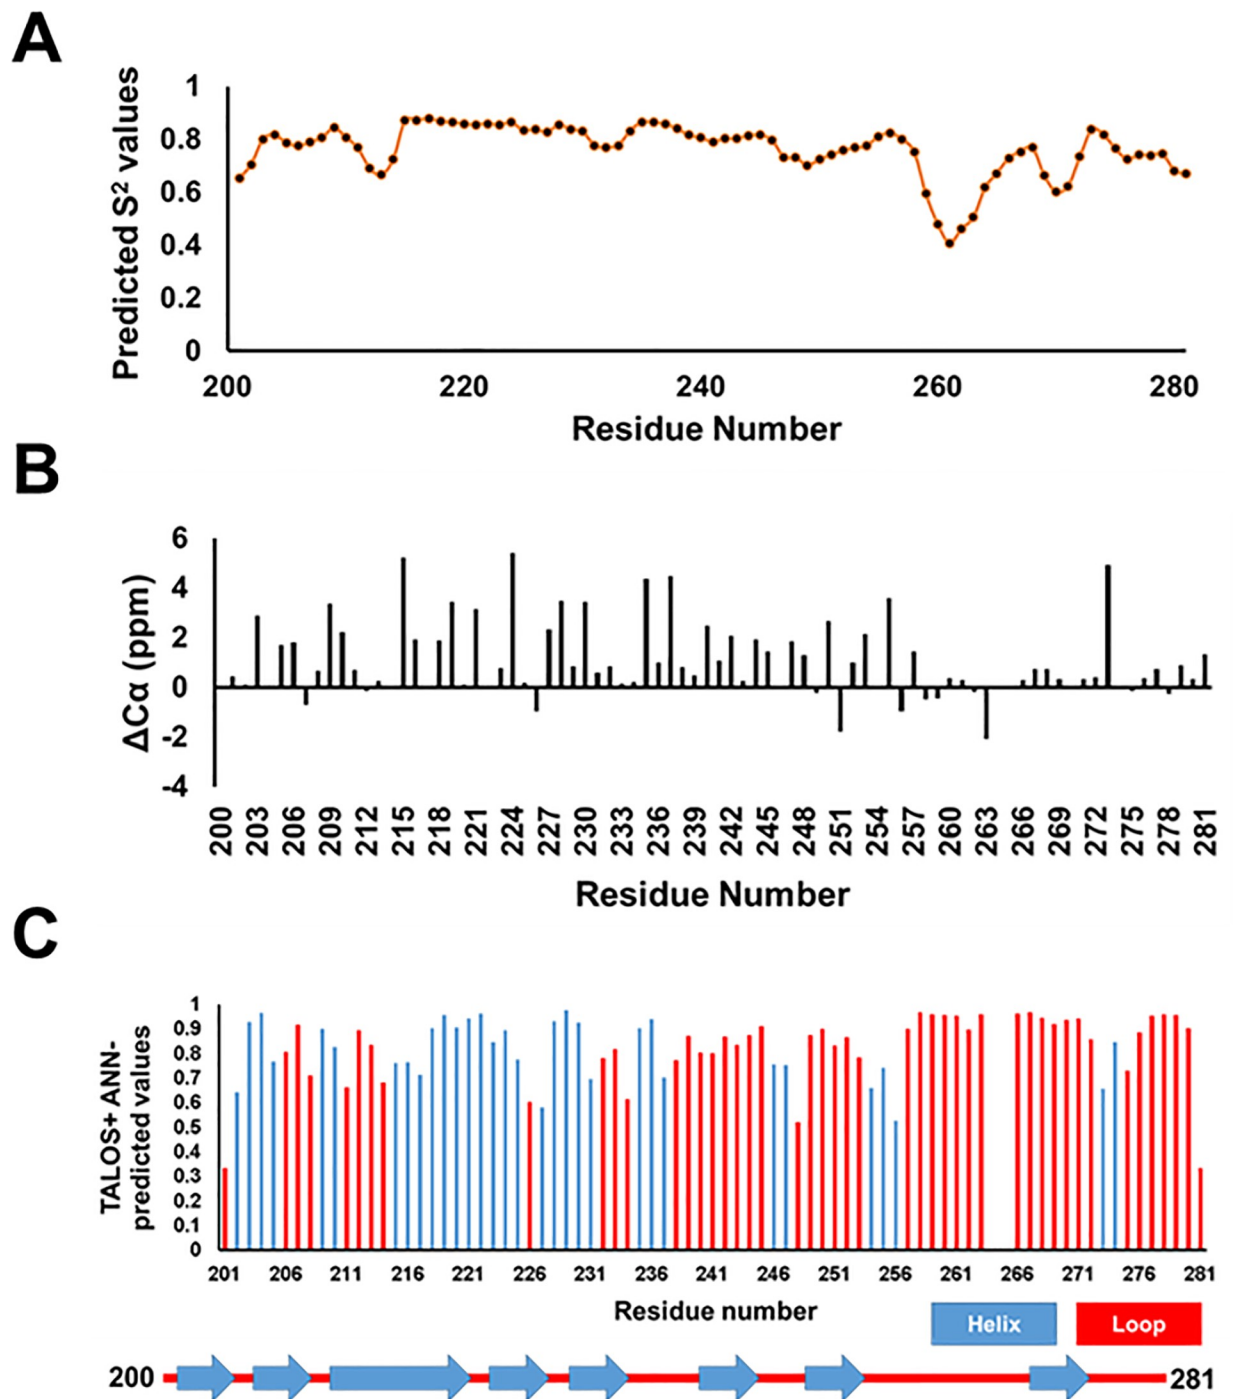 A
Predicted S² values
1
0.8
0.6
0.4
0.2
0
200 220 240 260 280
Residue Number
B
ΔCα (ppm)
6
4
2
0
-2
-4
200 203 206 209 212 215 218 221 224 227 230 233 236 239 242 245 248 251 254 257 260 263 266 269 272 275 278 281
Residue Number
C
TALOS+ ANN-
predicted values
1
0.9
0.8
0.7
0.6
0.5
0.4
0.3
0.2
0.1
0
201 206 211 216 221 226 231 236 241 246 251 256 261 266 271 276 281
Residue number
Helix Loop
200 281